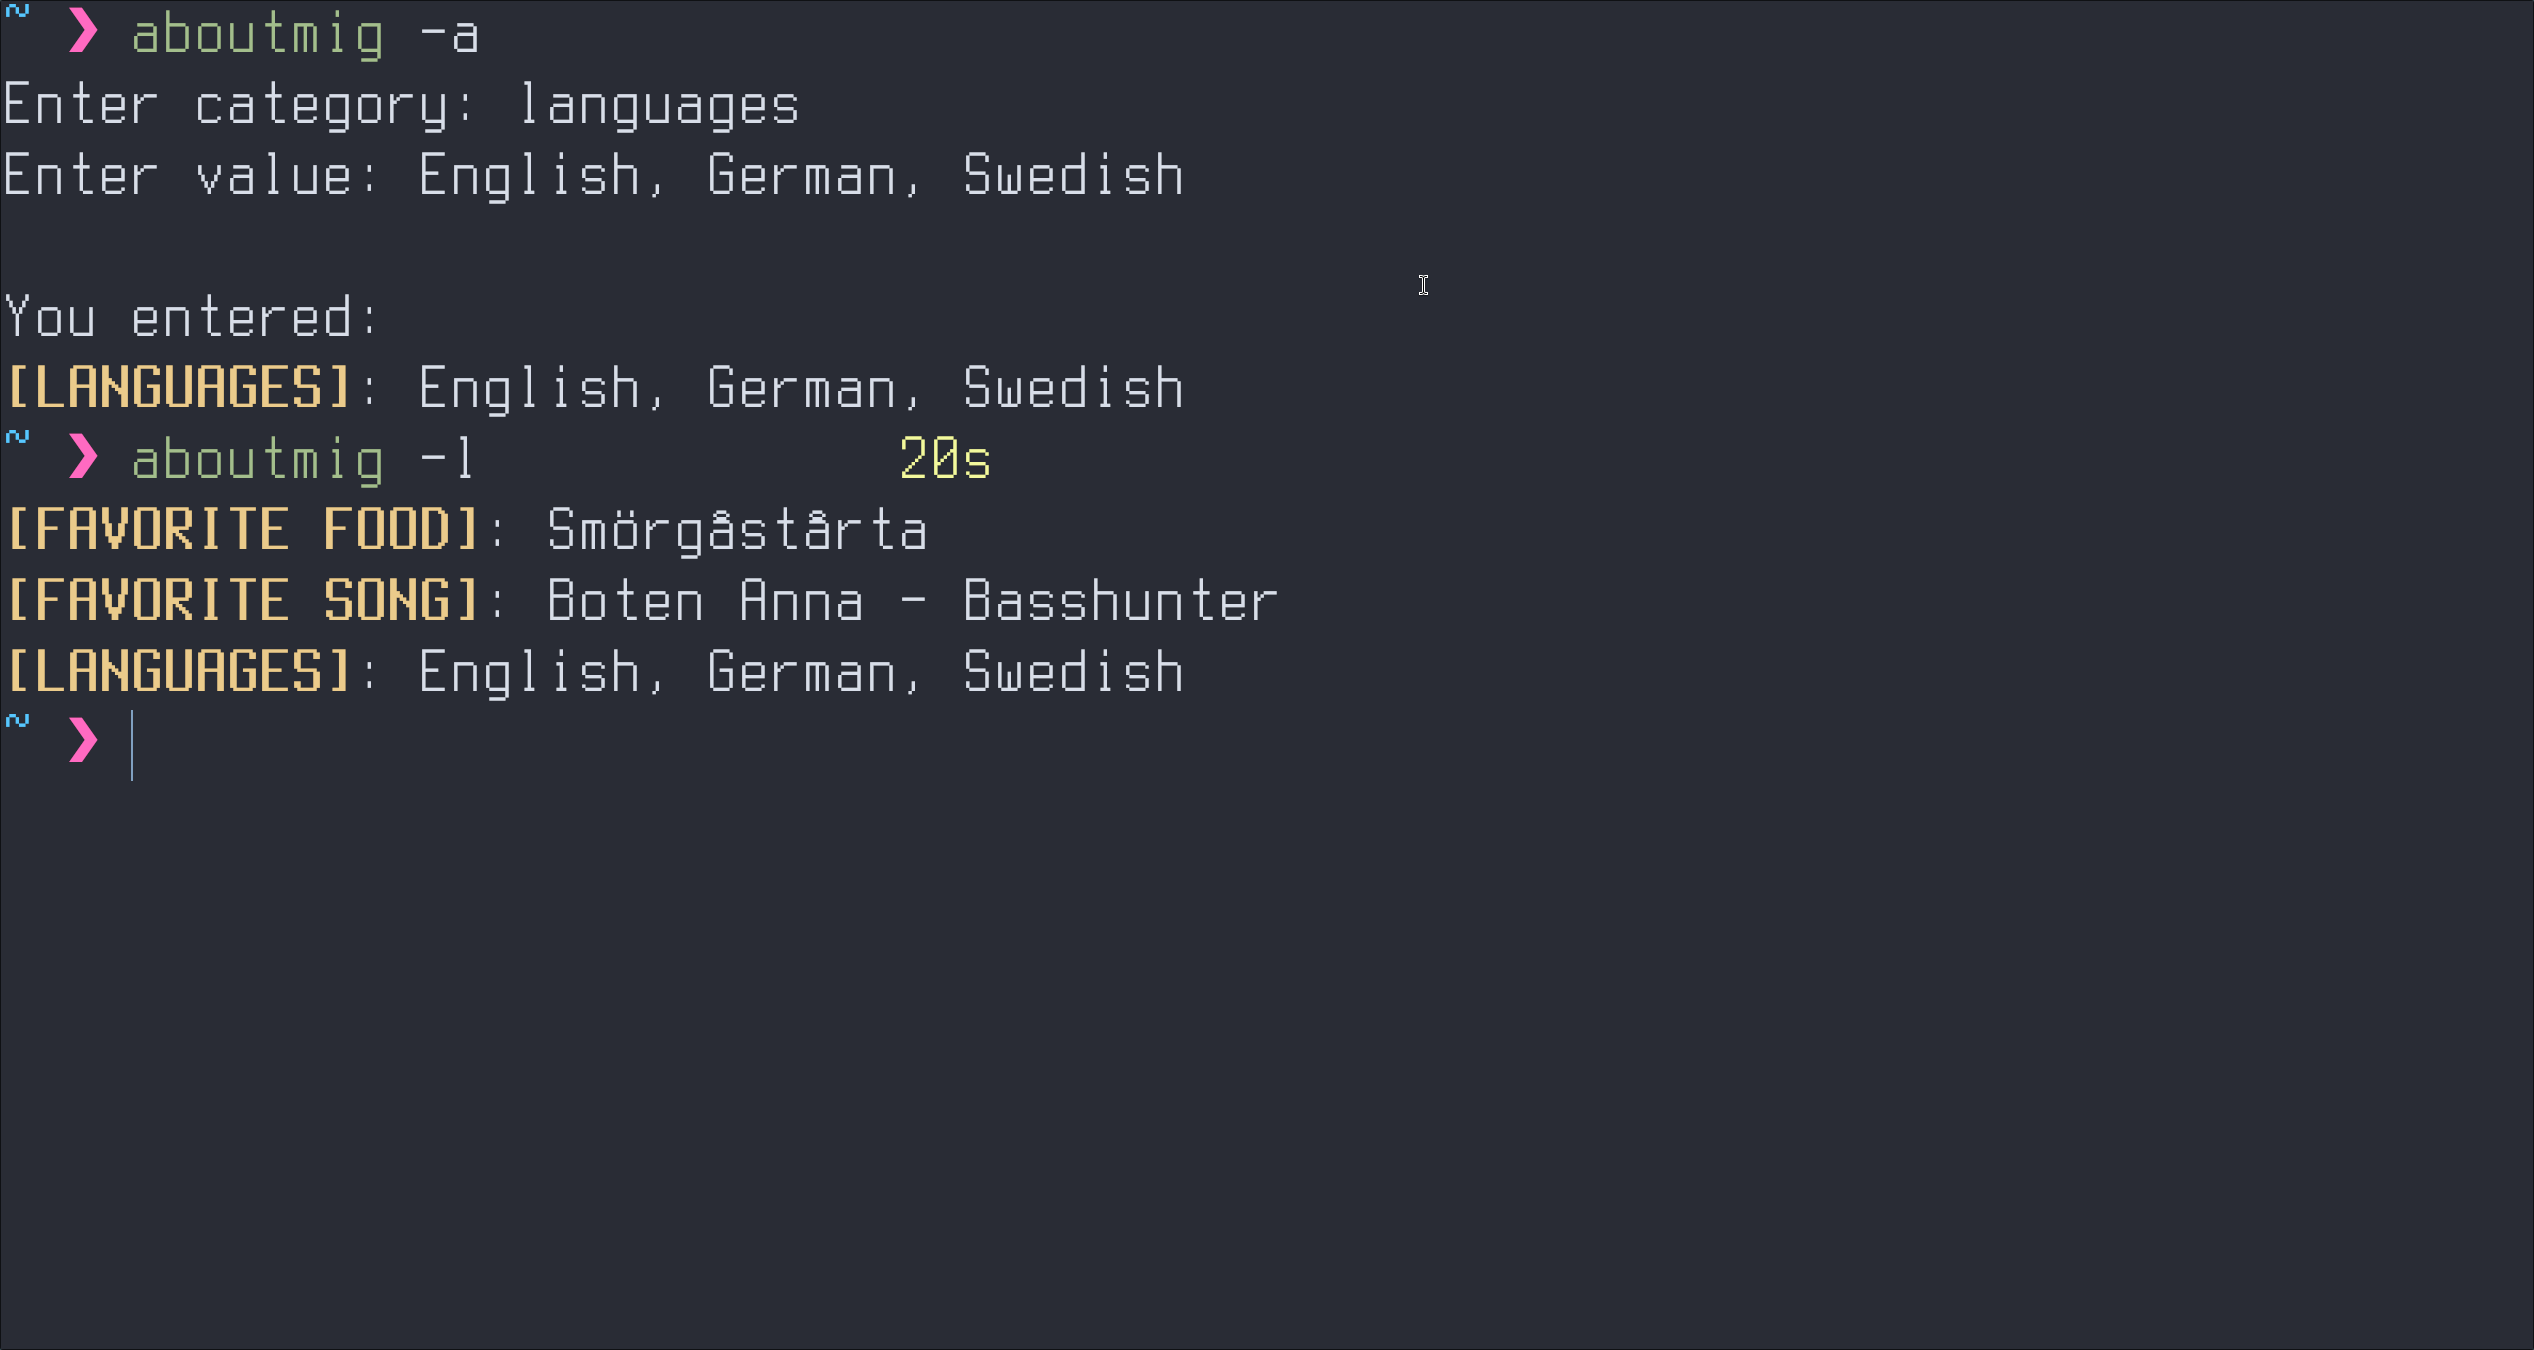 ~ ❯ aboutmig -a
Enter category: languages
Enter value: English, German, Swedish
You entered:
[LANGUAGES]: English, German, Swedish
~ ❯ aboutmig -l 20s
[FAVORITE FOOD]: Smörgåstårta
[FAVORITE SONG]: Boten Anna - Basshunter
[LANGUAGES]: English, German, Swedish
~ ❯